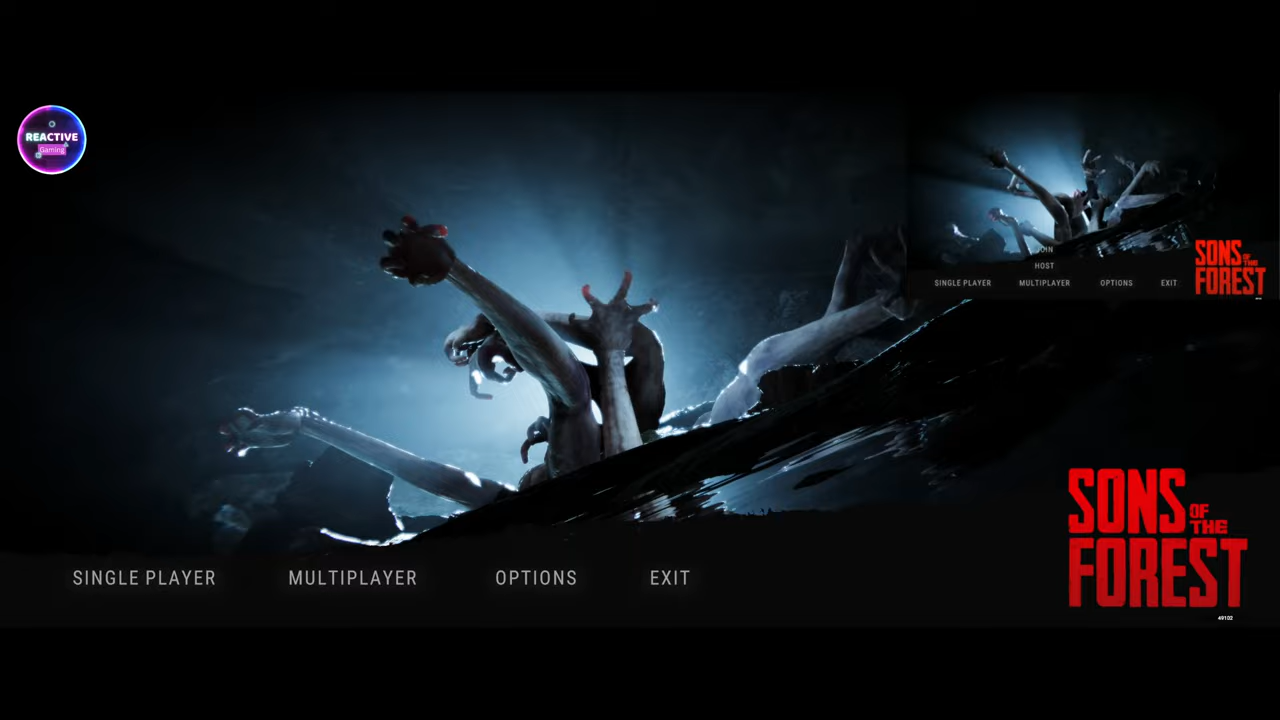 REACTIVE
Gaming
JOIN
HOST
SINGLE PLAYER MULTIPLAYER OPTIONS EXIT
SONS OF THE FOREST
SINGLE PLAYER MULTIPLAYER OPTIONS EXIT
SONS
OF
THE
FOREST
49102